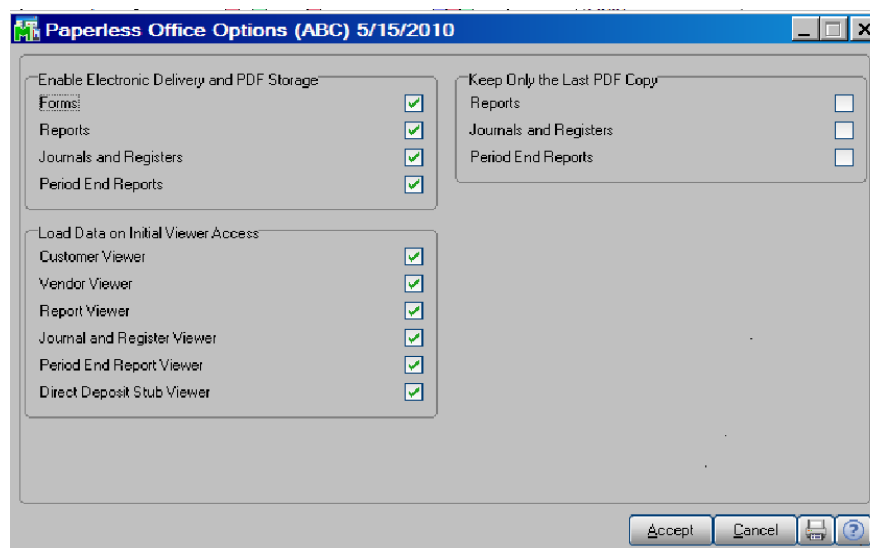 Paperless Office Options (ABC) 5/15/2010
Enable Electronic Delivery and PDF Storage
Forms
Reports
Journals and Registers
Period End Reports
Keep Only the Last PDF Copy
Reports
Journals and Registers
Period End Reports
Load Data on Initial Viewer Access
Customer Viewer
Vendor Viewer
Report Viewer
Journal and Register Viewer
Period End Report Viewer
Direct Deposit Stub Viewer
Accept Cancel ?